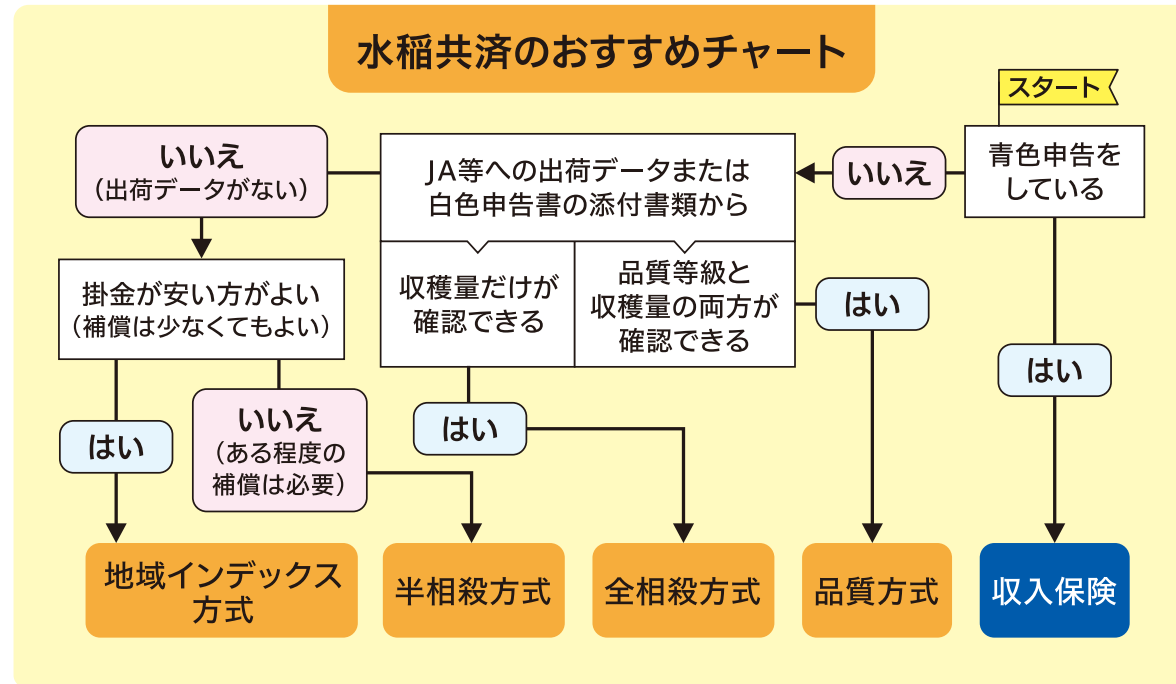 水稲共済のおすすめチャート
スタート
青色申告を
している
いいえ
JA等への出荷データまたは
白色申告書の添付書類から
収穫量だけが
確認できる
品質等級と
収穫量の両方が
確認できる
いいえ
（出荷データがない）
掛金が安い方がよい
（補償は少なくてもよい）
はい
いいえ
（ある程度の
補償は必要）
はい
はい
はい
地域インデックス
方式
半相殺方式
全相殺方式
品質方式
収入保険